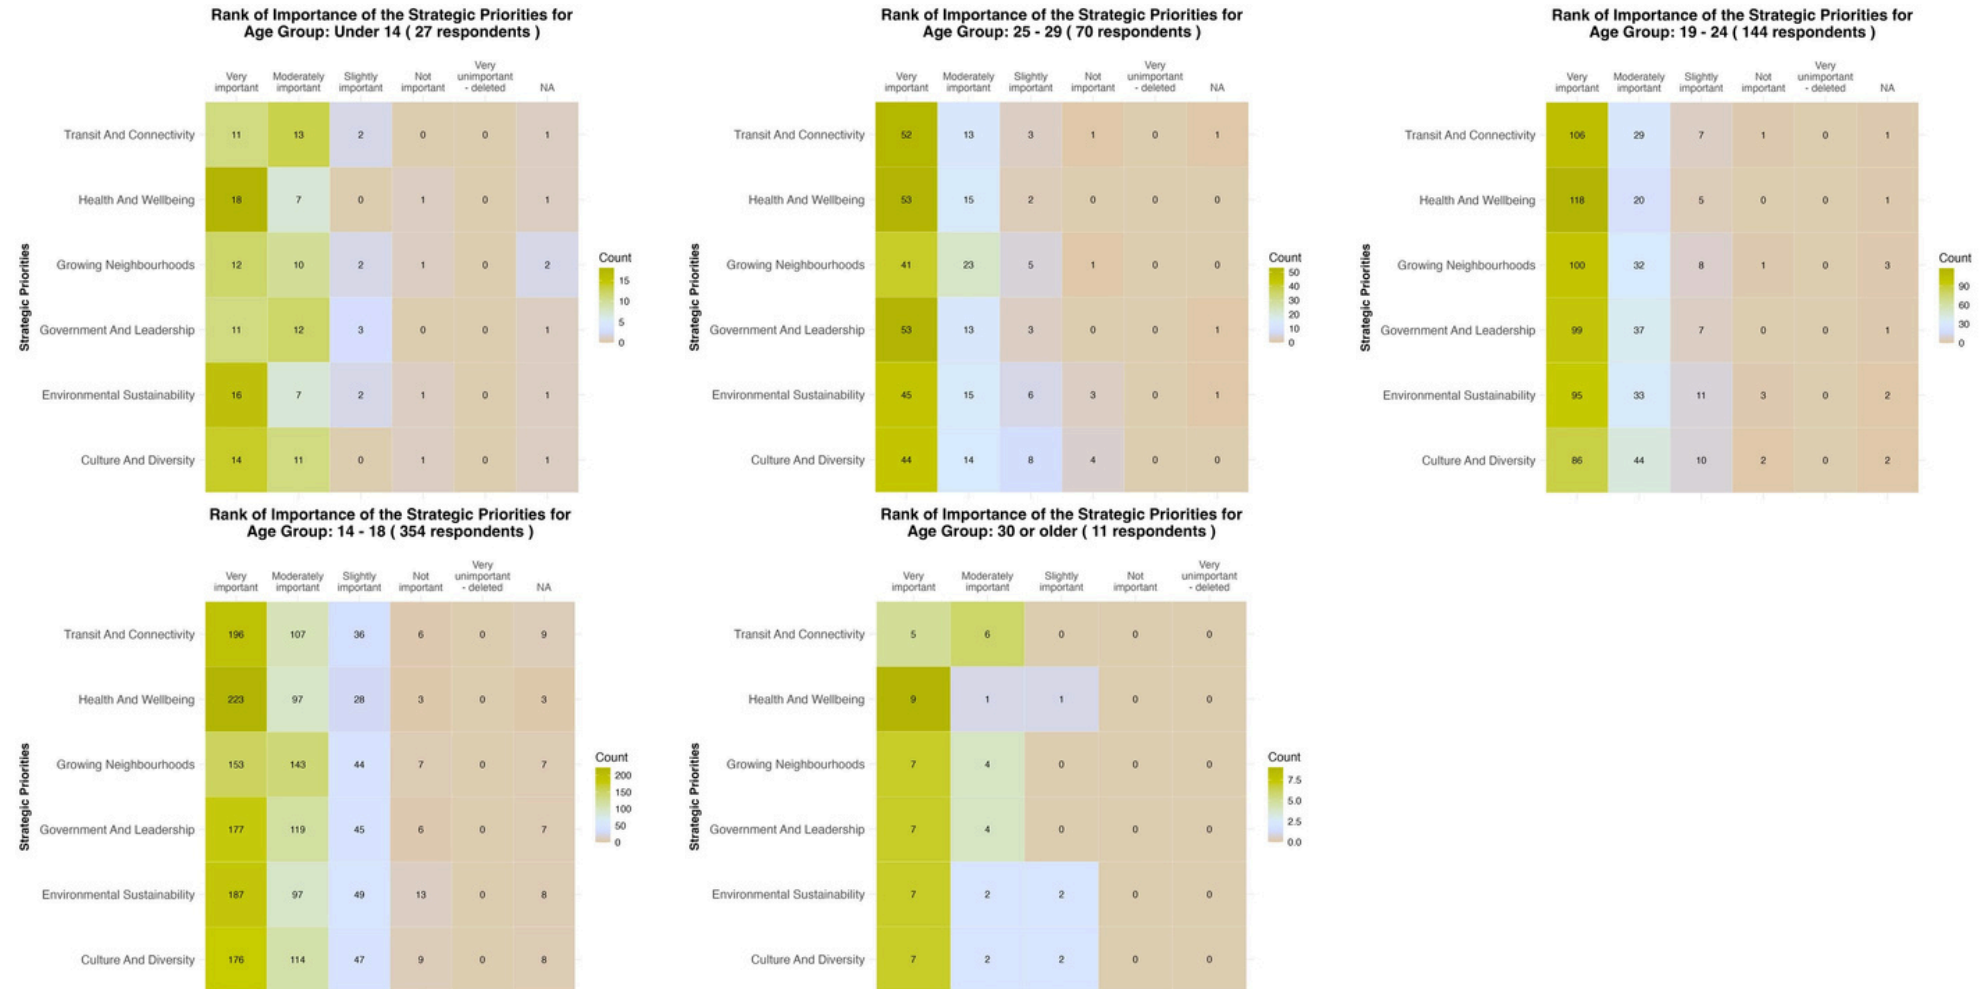 Rank of Importance of the Strategic Priorities for
Age Group: Under 14 ( 27 respondents )
Very
important
Moderately
important
Slightly
important
Not
important
Very
unimportant
- deleted
NA
Strategic Priorities
Transit And Connectivity 11 13 2 0 0 1
Health And Wellbeing 18 7 0 1 0 1
Growing Neighbourhoods 12 10 2 1 0 2
Government And Leadership 11 12 3 0 0 1
Environmental Sustainability 16 7 2 1 0 1
Culture And Diversity 14 11 0 1 0 1
Count
15
10
5
0
Rank of Importance of the Strategic Priorities for
Age Group: 25 - 29 ( 70 respondents )
Very
important
Moderately
important
Slightly
important
Not
important
Very
unimportant
- deleted
NA
Strategic Priorities
Transit And Connectivity 52 13 3 1 0 1
Health And Wellbeing 53 15 2 0 0 0
Growing Neighbourhoods 41 23 5 1 0 0
Government And Leadership 53 13 3 0 0 1
Environmental Sustainability 45 15 6 3 0 1
Culture And Diversity 44 14 8 4 0 0
Count
50
40
30
20
10
0
Rank of Importance of the Strategic Priorities for
Age Group: 19 - 24 ( 144 respondents )
Very
important
Moderately
important
Slightly
important
Not
important
Very
unimportant
- deleted
NA
Strategic Priorities
Transit And Connectivity 106 29 7 1 0 1
Health And Wellbeing 118 20 5 0 0 1
Growing Neighbourhoods 100 32 8 1 0 3
Government And Leadership 99 37 7 0 0 1
Environmental Sustainability 95 33 11 3 0 2
Culture And Diversity 86 44 10 2 0 2
Count
90
60
30
0
Rank of Importance of the Strategic Priorities for
Age Group: 14 - 18 ( 354 respondents )
Very
important
Moderately
important
Slightly
important
Not
important
Very
unimportant
- deleted
NA
Strategic Priorities
Transit And Connectivity 196 107 36 6 0 9
Health And Wellbeing 223 97 28 3 0 3
Growing Neighbourhoods 153 143 44 7 0 7
Government And Leadership 177 119 45 6 0 7
Environmental Sustainability 187 97 49 13 0 8
Culture And Diversity 176 114 47 9 0 8
Count
200
150
100
50
0
Rank of Importance of the Strategic Priorities for
Age Group: 30 or older ( 11 respondents )
Very
important
Moderately
important
Slightly
important
Not
important
Very
unimportant
- deleted
Strategic Priorities
Transit And Connectivity 5 6 0 0 0
Health And Wellbeing 9 1 1 0 0
Growing Neighbourhoods 7 4 0 0 0
Government And Leadership 7 4 0 0 0
Environmental Sustainability 7 2 2 0 0
Culture And Diversity 7 2 2 0 0
Count
7.5
5.0
2.5
0.0